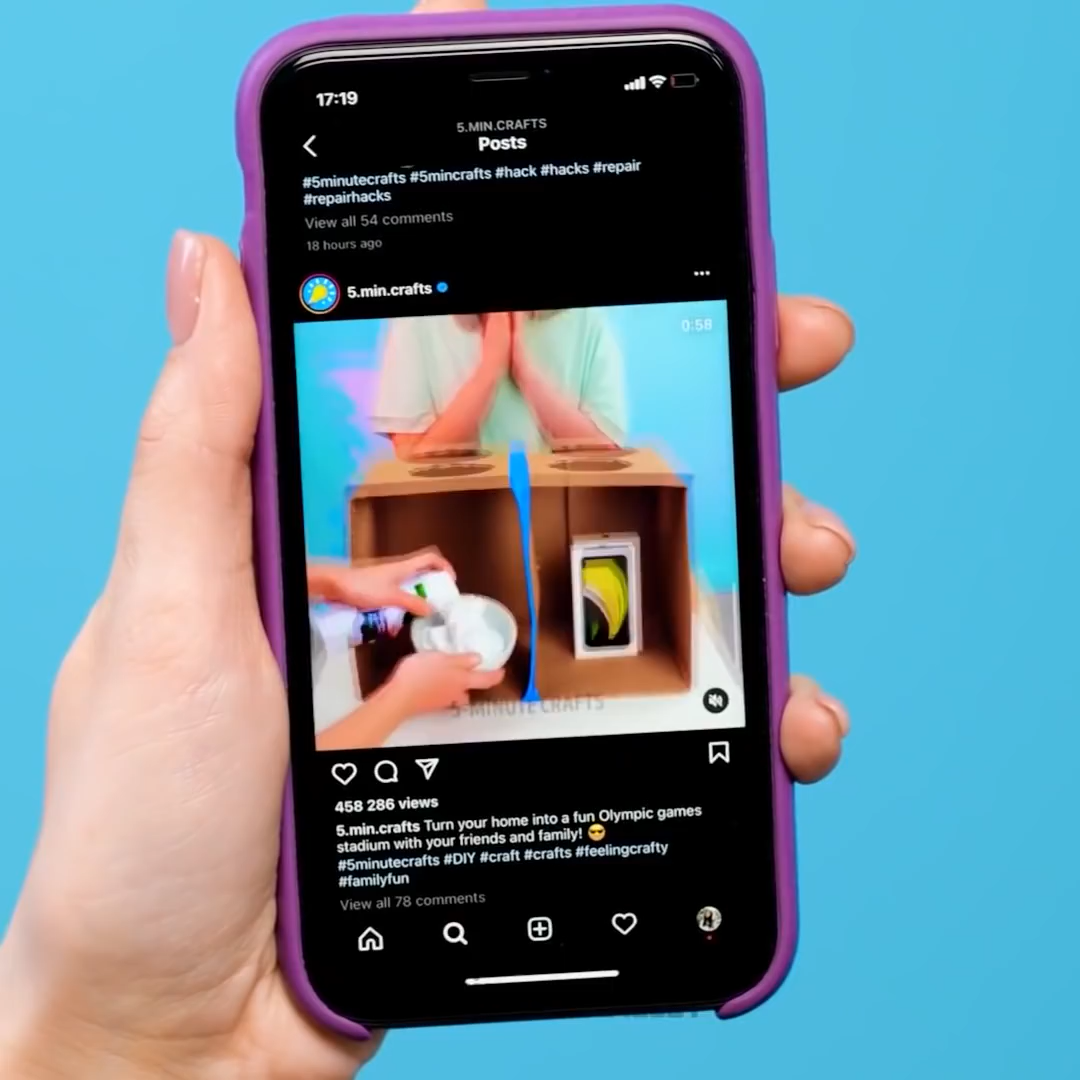 17:19
5.MIN.CRAFTS
Posts
#5minutecrafts #5mincrafts #hack #hacks #repair
#repairhacks
View all 54 comments
18 hours ago
5.min.crafts
0:58
5-MINUTE CRAFTS
458 286 views
5.min.crafts Turn your home into a fun Olympic games
stadium with your friends and family! 😎
#5minutecrafts #DIY #craft #crafts #feelingcrafty
#familyfun
View all 78 comments